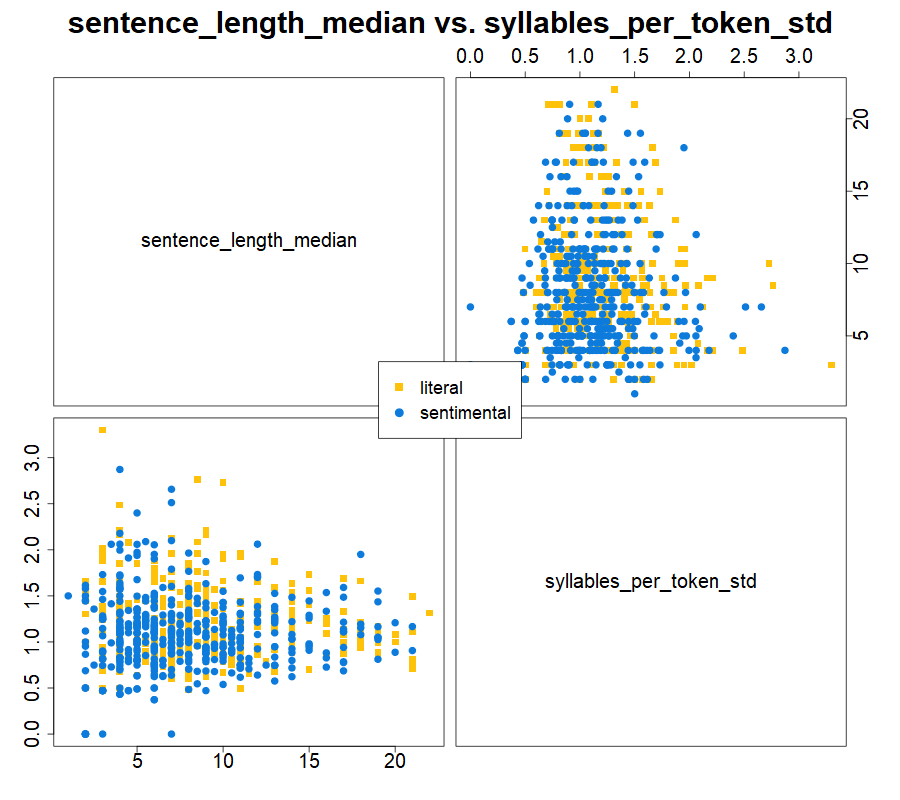 sentence_length_median vs. syllables_per_token_std
0.0 0.5 1.0 1.5 2.0 2.5 3.0
sentence_length_median
20
15
10
5
literal
sentimental
3.0
2.5
2.0
1.5
1.0
0.5
0.0
syllables_per_token_std
5 10 15 20